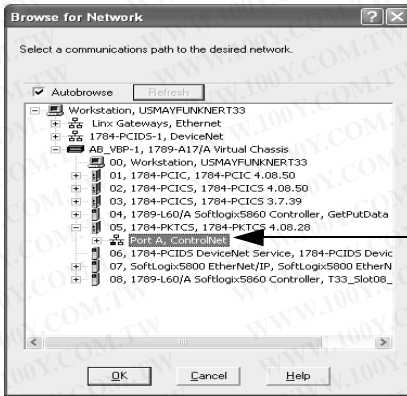 Browse for Network
Select a communications path to the desired network.
Autobrowse
Refresh
Workstation, USMAYFUNKNERT33
Linx Gateways, Ethernet
1784-PCIDS-1, DeviceNet
AB_VBP-1, 1789-A17/A Virtual Chassis
00, Workstation, USMAYFUNKNERT33
01, 1784-PCIC, 1784-PCIC 4.08.50
02, 1784-PCICS, 1784-PCICS 4.08.50
03, 1784-PCICS, 1784-PCICS 3.7.39
04, 1789-L60/A Softlogix5860 Controller, GetPutData
05, 1784-PKTCS, 1784-PKTCS 4.08.28
Port A, ControlNet
06, 1784-PCIDS DeviceNet Service, 1784-PCIDS Devic
07, SoftLogix5800 EtherNet/IP, SoftLogix5800 EtherN
08, 1789-L60/A Softlogix5860 Controller, T33_Slot08_
OK
Cancel
Help